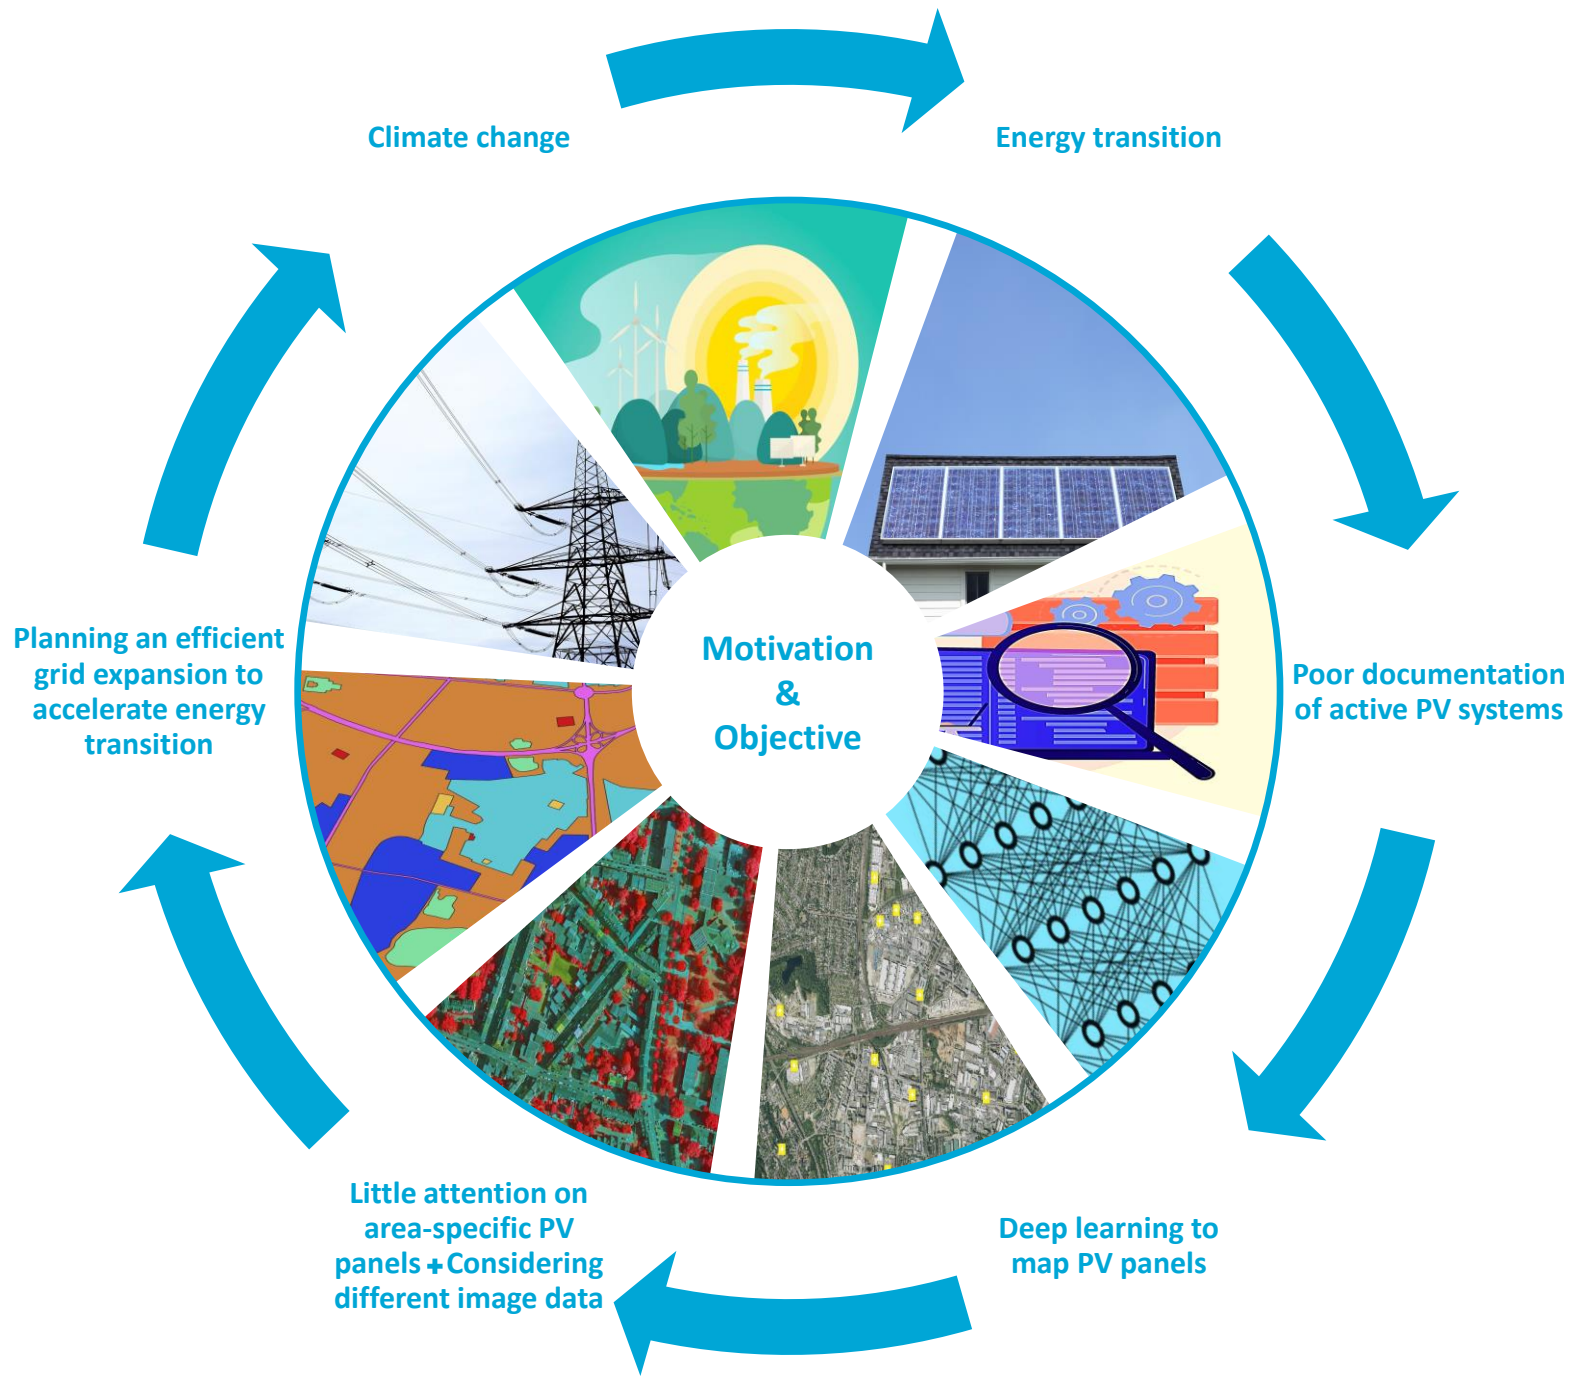 Climate change
Energy transition
Poor documentation
of active PV systems
Deep learning to
map PV panels
Little attention on
area-specific PV
panels + Considering
different image data
Planning an efficient
grid expansion to
accelerate energy
transition
Motivation
&
Objective